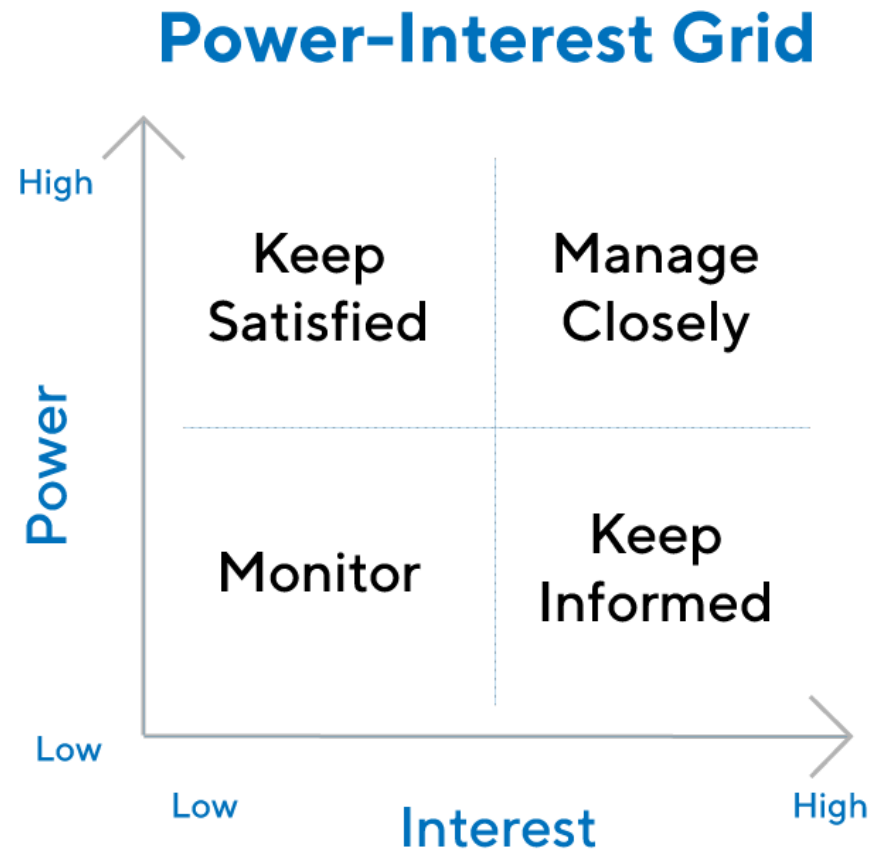 Power-Interest Grid
High
Keep
Satisfied
Manage
Closely
Power
Monitor
Keep
Informed
Low
Low
Interest
High